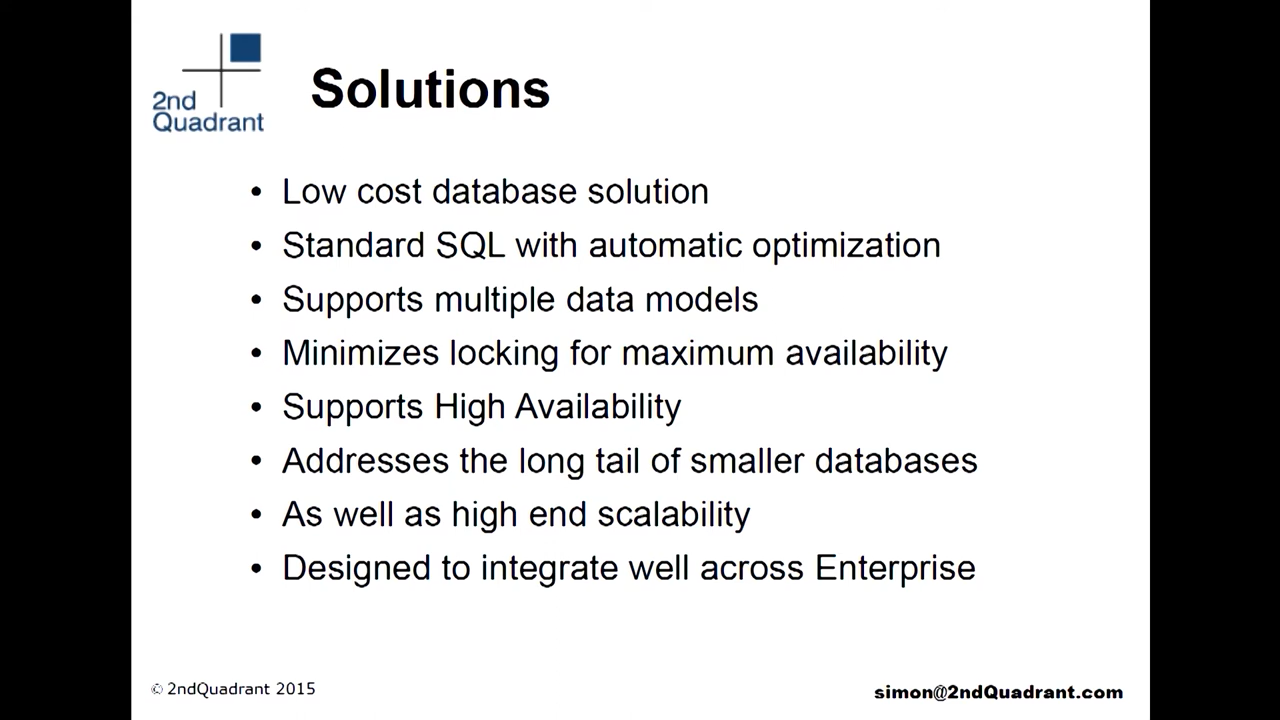 2nd
Quadrant
Solutions
• Low cost database solution
• Standard SQL with automatic optimization
• Supports multiple data models
• Minimizes locking for maximum availability
• Supports High Availability
• Addresses the long tail of smaller databases
• As well as high end scalability
• Designed to integrate well across Enterprise
© 2ndQuadrant 2015
simon@2ndQuadrant.com